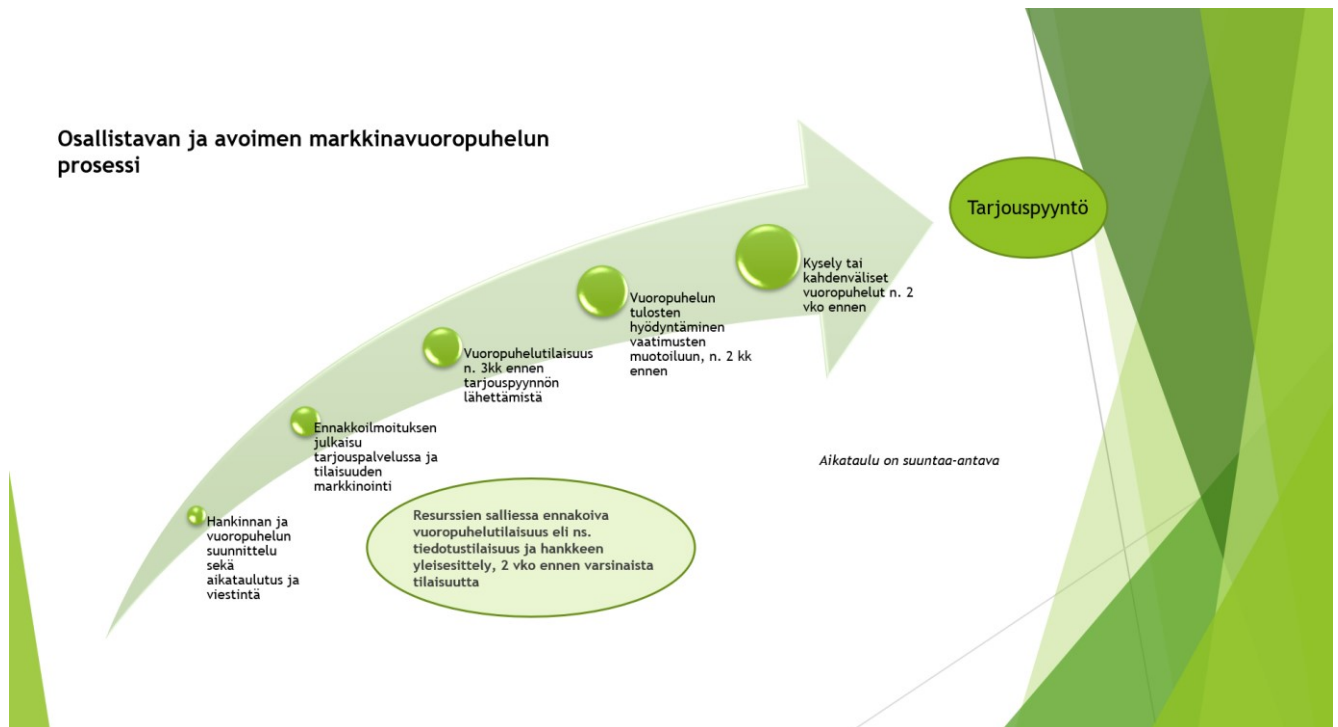 Osallistavan ja avoimen markkinavuoropuhelun
prosessi
Hankinnan ja
vuoropuhelun
suunnittelu
sekä
aikataulutus ja
viestintä
Ennakkoilmoituksen
julkaisu
tarjouspalvelussa ja
tilaisuuden
markkinointi
Vuoropuhelutilaisuus
n. 3kk ennen
tarjouspyynnön
lähettämistä
Vuoropuhelun
tulosten
hyödyntäminen
vaatimusten
muotoiluun, n. 2 kk
ennen
Kysely tai
kahdenväliset
vuoropuhelut n. 2
vko ennen
Tarjouspyyntö
Resurssien salliessa ennakoiva
vuoropuhelutilaisuus eli ns.
tiedotustilaisuus ja hankkeen
yleisesittely, 2 vko ennen varsinaista
tilaisuutta
Aikataulu on suuntaa-antava